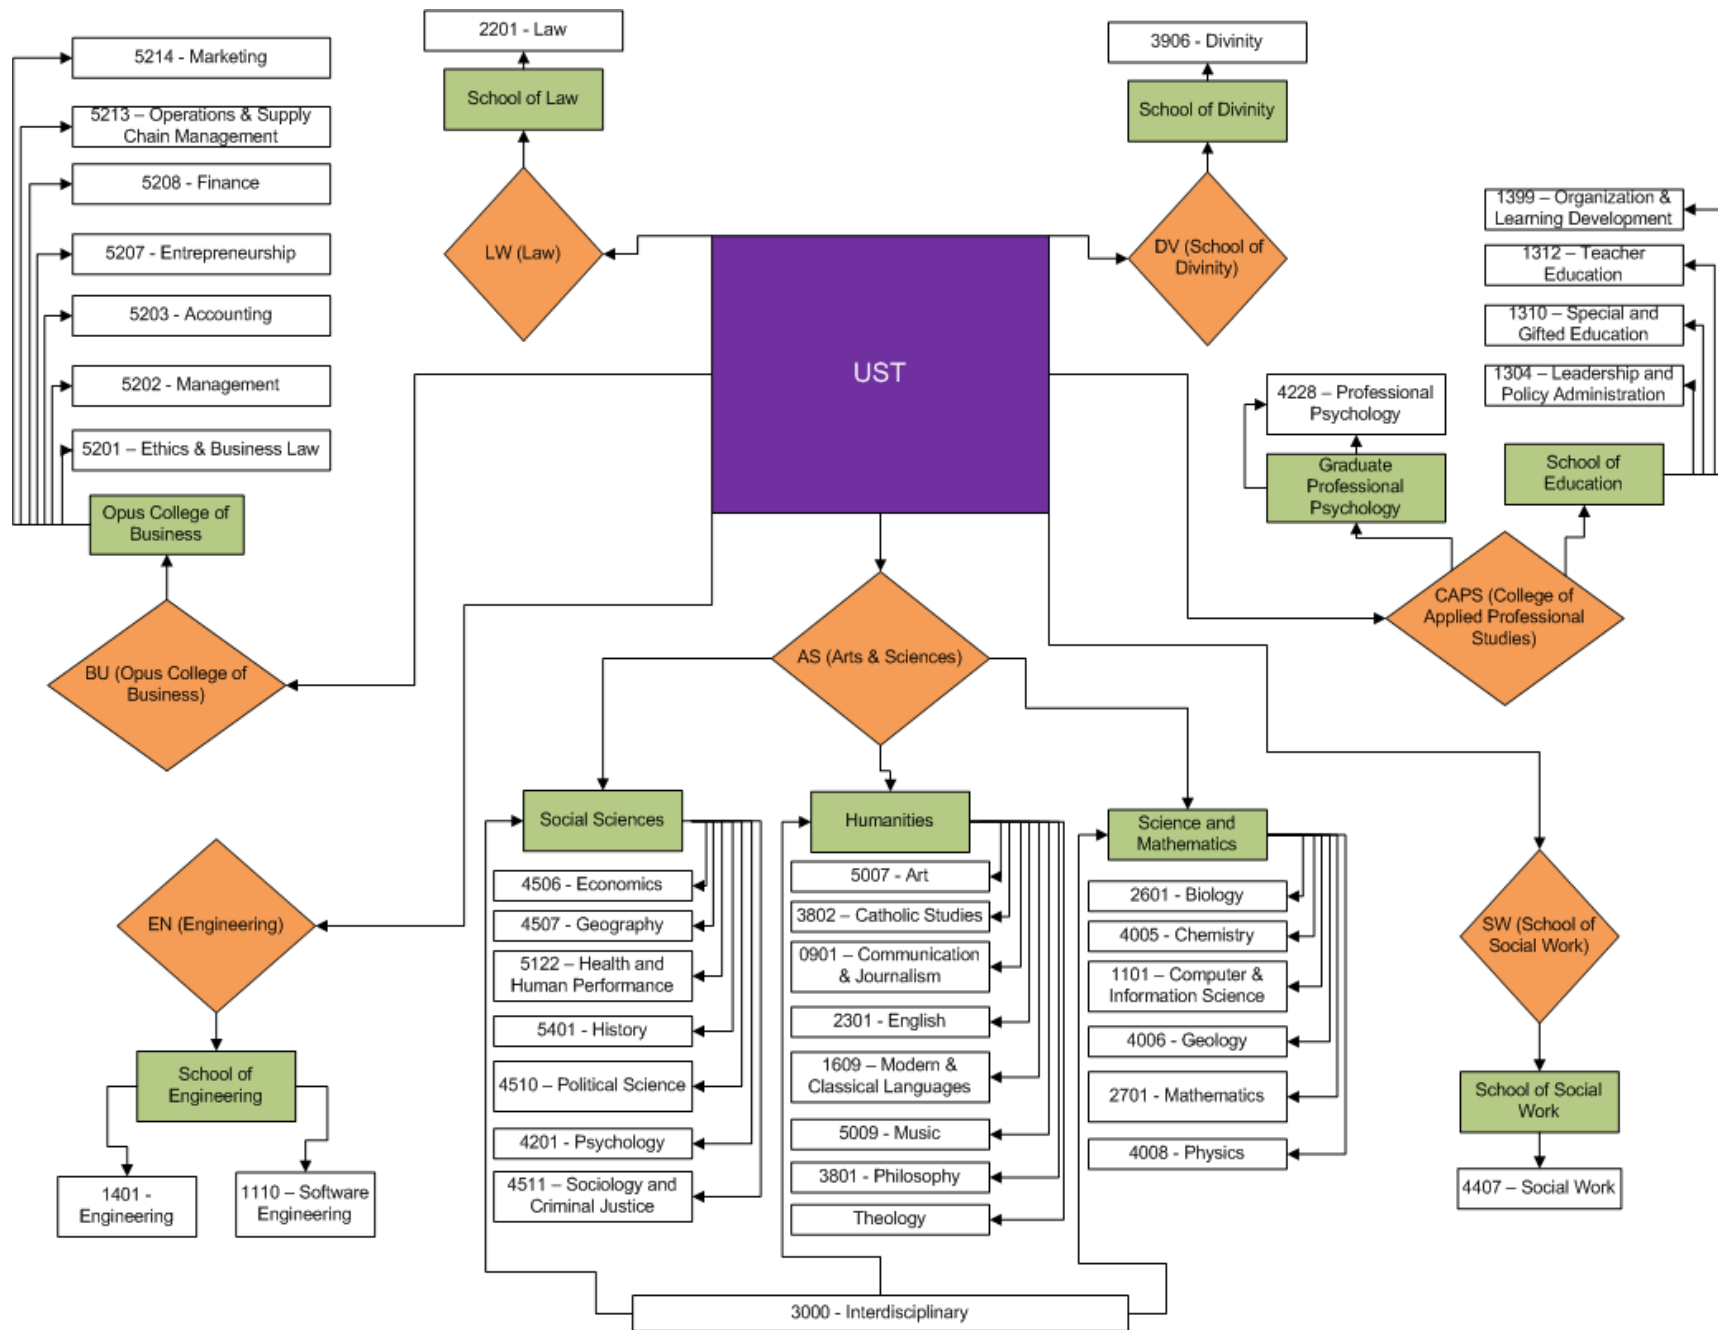 2201 - Law
3906 - Divinity
5214 - Marketing
School of Law
School of Divinity
5213 – Operations & Supply
Chain Management
5208 - Finance
1399 – Organization &
Learning Development
5207 - Entrepreneurship
LW (Law)
DV (School of
Divinity)
1312 – Teacher
Education
5203 - Accounting
1310 – Special and
Gifted Education
5202 - Management
UST
4228 – Professional
Psychology
1304 – Leadership and
Policy Administration
5201 – Ethics & Business Law
Graduate
Professional
Psychology
School of
Education
Opus College of
Business
CAPS (College of
Applied Professional
Studies)
BU (Opus College of
Business)
AS (Arts & Sciences)
Social Sciences
Humanities
Science and
Mathematics
4506 - Economics
4507 - Geography
5122 – Health and
Human Performance
5401 - History
4510 – Political Science
4201 - Psychology
4511 – Sociology and
Criminal Justice
5007 - Art
3802 – Catholic Studies
0901 – Communication
& Journalism
2301 - English
1609 – Modern &
Classical Languages
5009 - Music
3801 - Philosophy
Theology
2601 - Biology
4005 - Chemistry
1101 – Computer &
Information Science
4006 - Geology
2701 - Mathematics
4008 - Physics
EN (Engineering)
School of
Engineering
1401 -
Engineering
1110 – Software
Engineering
SW (School of
Social Work)
School of Social
Work
4407 – Social Work
3000 - Interdisciplinary